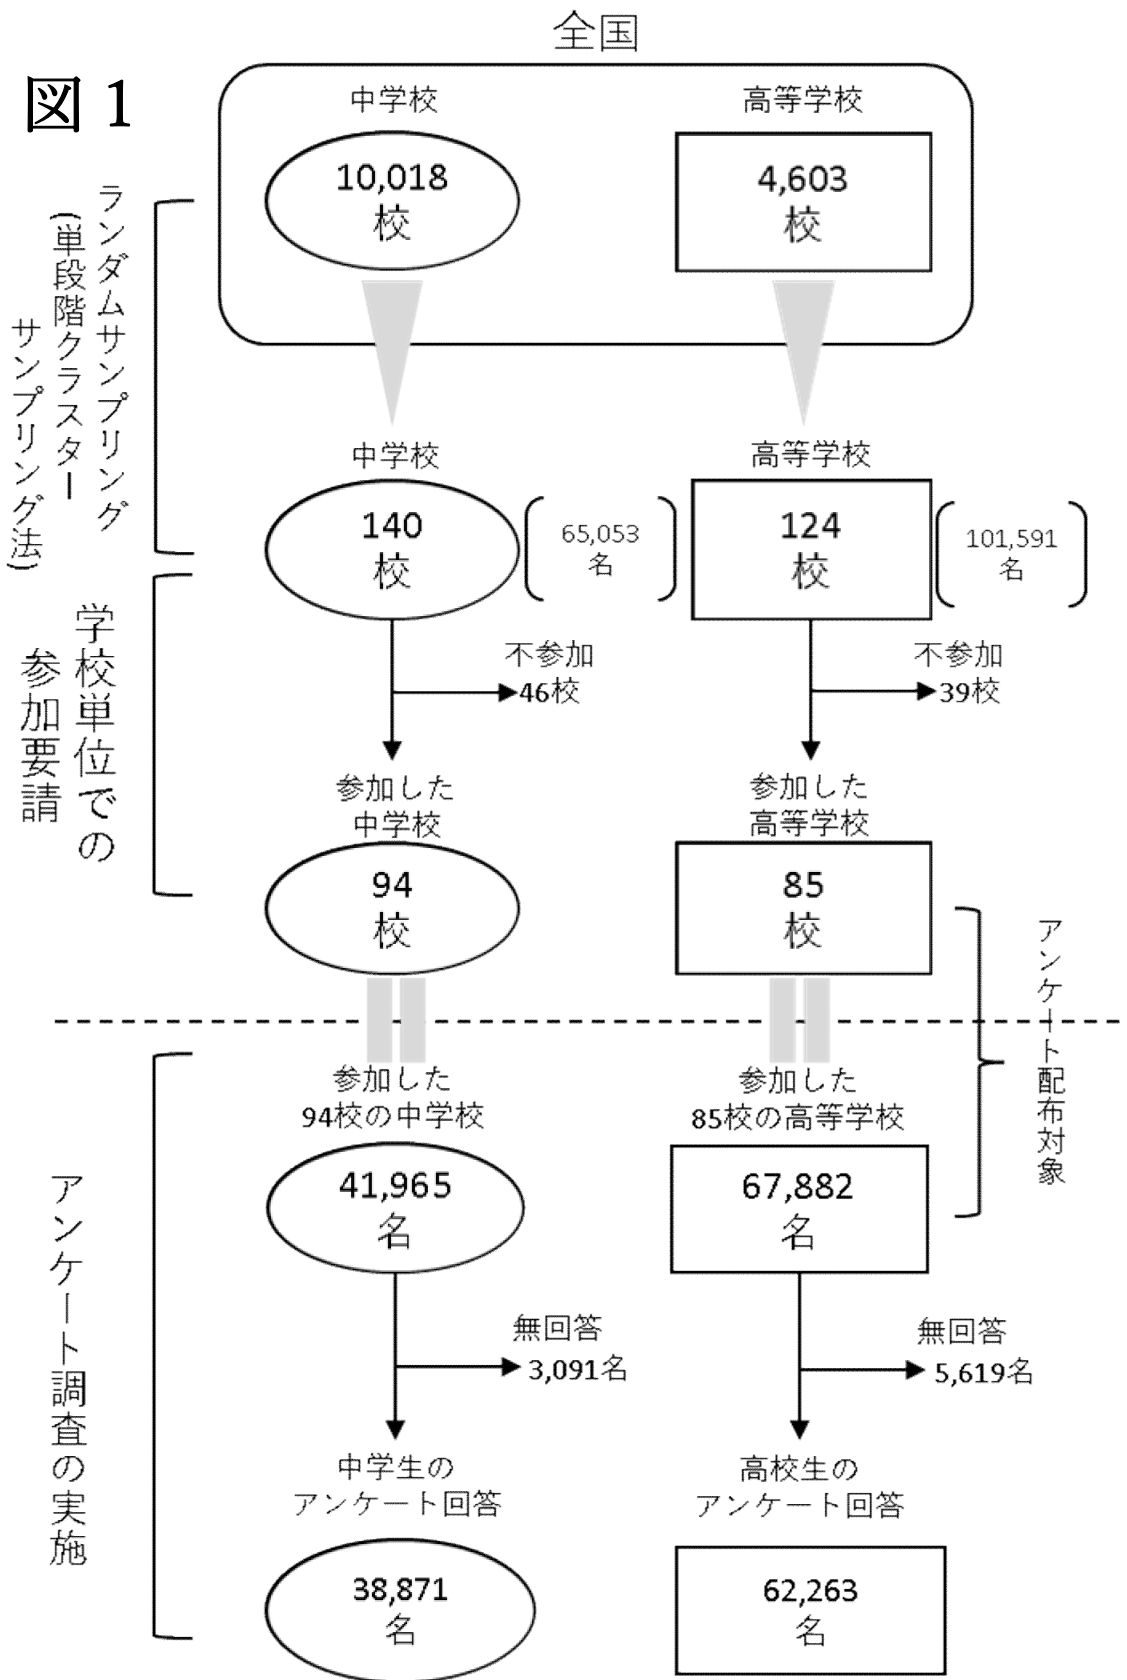 図1
全国
中学校
高等学校
10,018
校
4,603
校
ランダムサンプリング
(単段階クラスター
サンプリング法)
中学校
高等学校
140
校
65,053
名
124
校
101,591
名
学校単位での
参加要請
不参加
46校
不参加
39校
参加した
中学校
参加した
高等学校
94
校
85
校
アンケート配布対象
参加した
94校の中学校
参加した
85校の高等学校
41,965
名
67,882
名
アンケート調査の実施
無回答
3,091名
無回答
5,619名
中学生の
アンケート回答
高校生の
アンケート回答
38,871
名
62,263
名